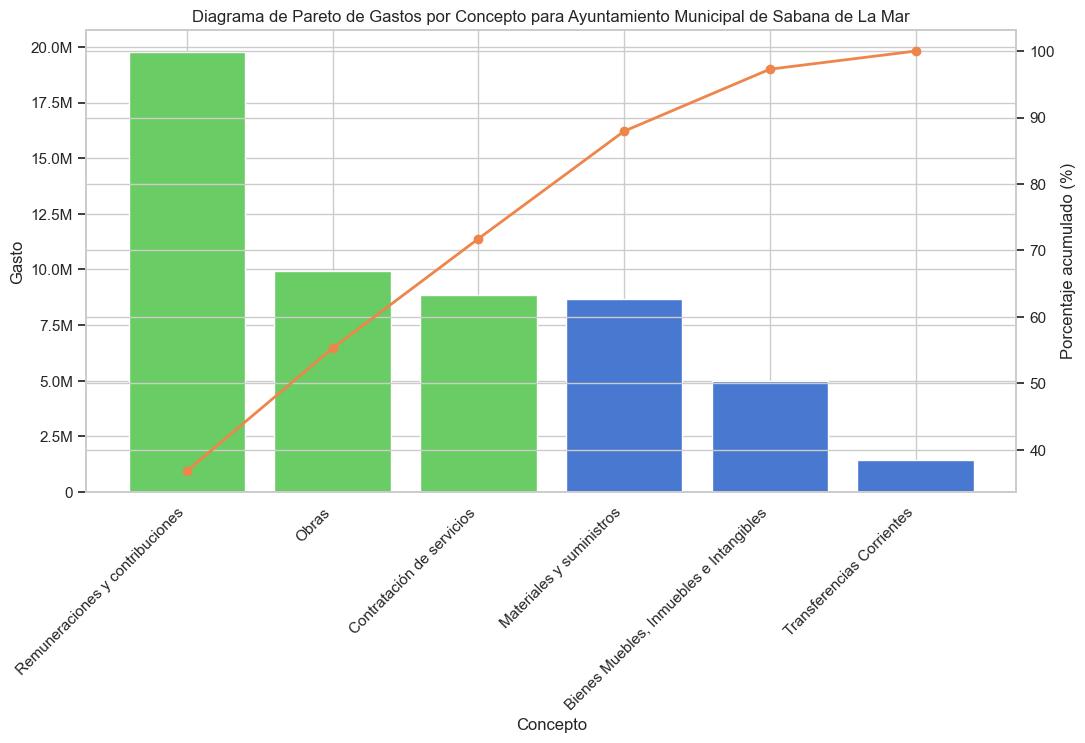 Diagrama de Pareto de Gastos por Concepto para Ayuntamiento Municipal de Sabana de La Mar
Gasto
20.0M
17.5M
15.0M
12.5M
10.0M
7.5M
5.0M
2.5M
0
100
90
80
70
60
50
40
Porcentaje acumulado (%)
Remuneraciones y contribuciones
Obras
Contratación de servicios
Materiales y suministros
Bienes Muebles, Inmuebles e Intangibles
Transferencias Corrientes
Concepto